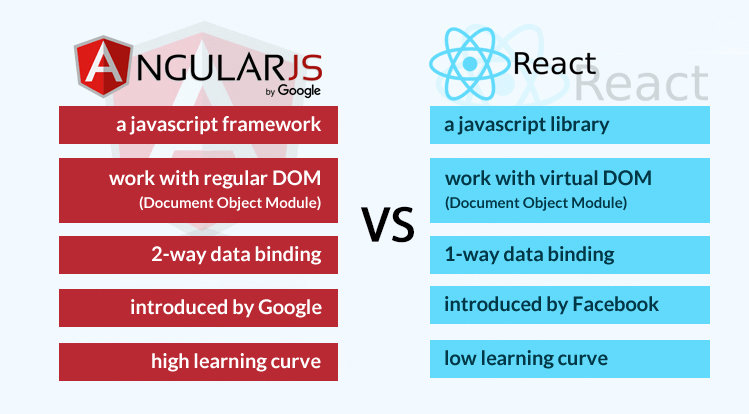 ANGULARJS
by Google
a javascript framework
work with regular DOM
(Document Object Module)
2-way data binding
introduced by Google
high learning curve
VS
React
React
a javascript library
work with virtual DOM
(Document Object Module)
1-way data binding
introduced by Facebook
low learning curve